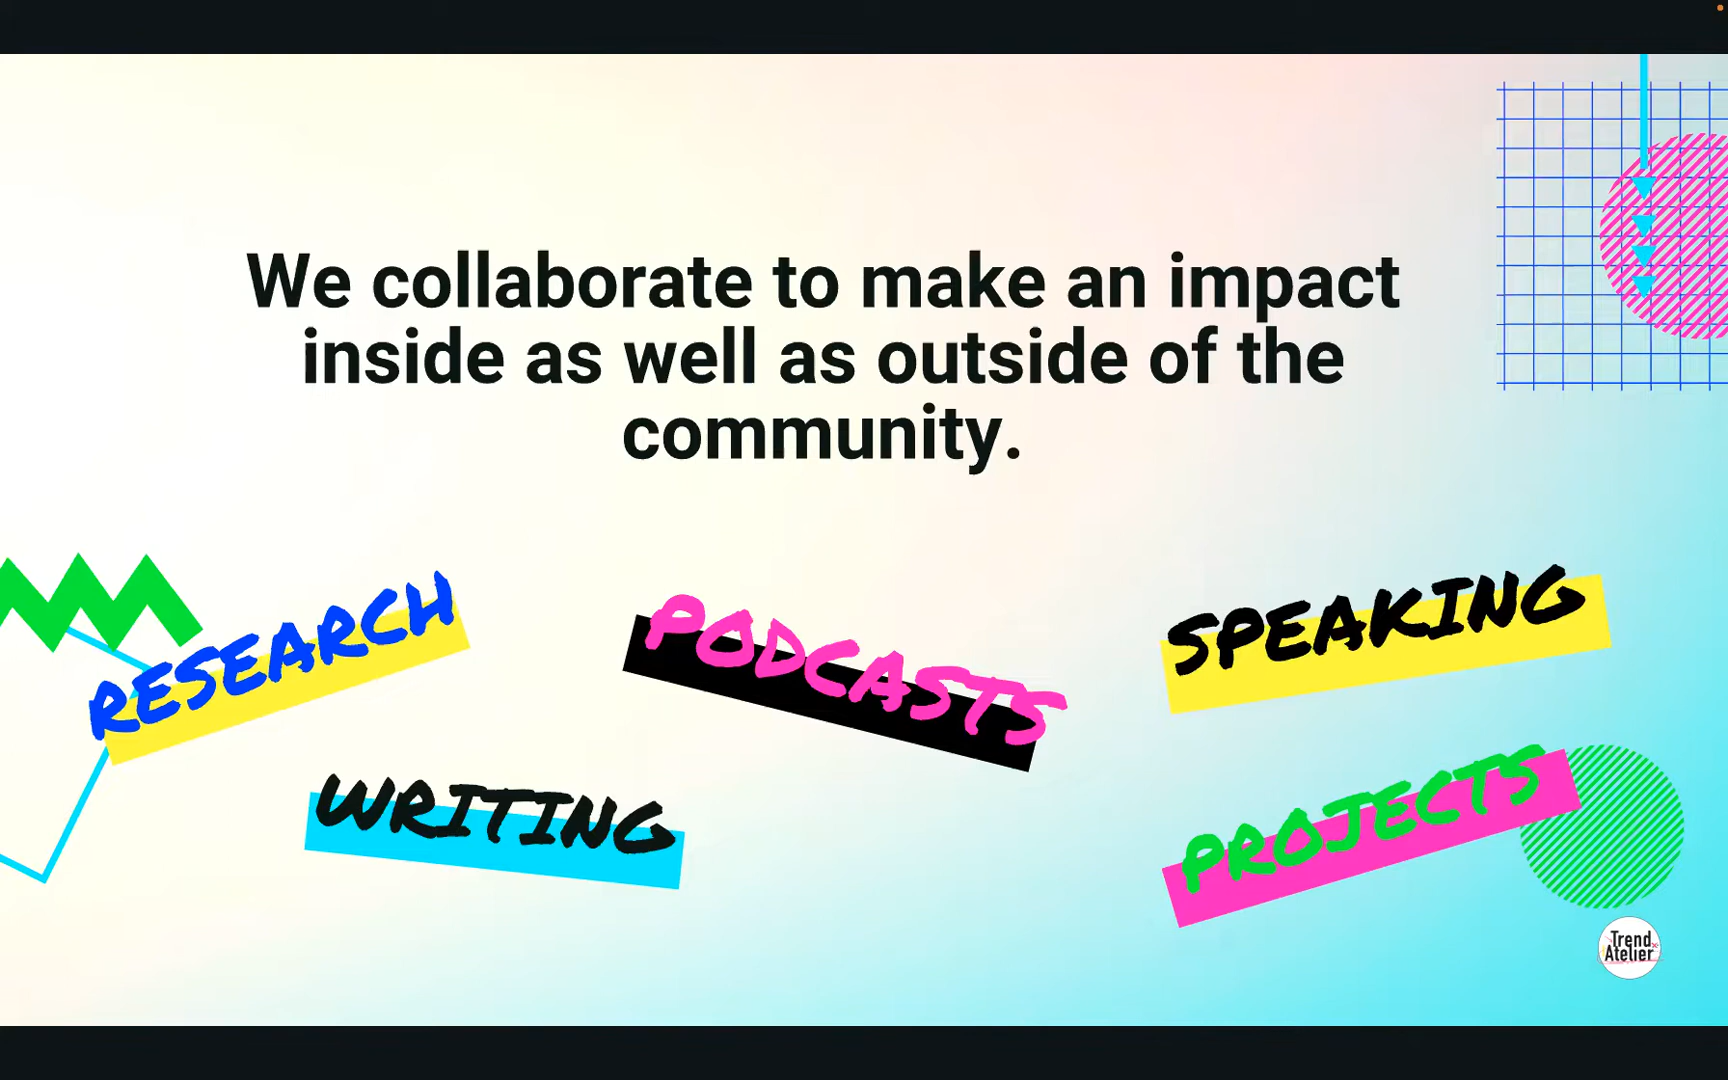 We collaborate to make an impact
inside as well as outside of the
community.
RESEARCH
PODCASTS
SPEAKING
WRITING
PROJECTS
Trend
Atelier